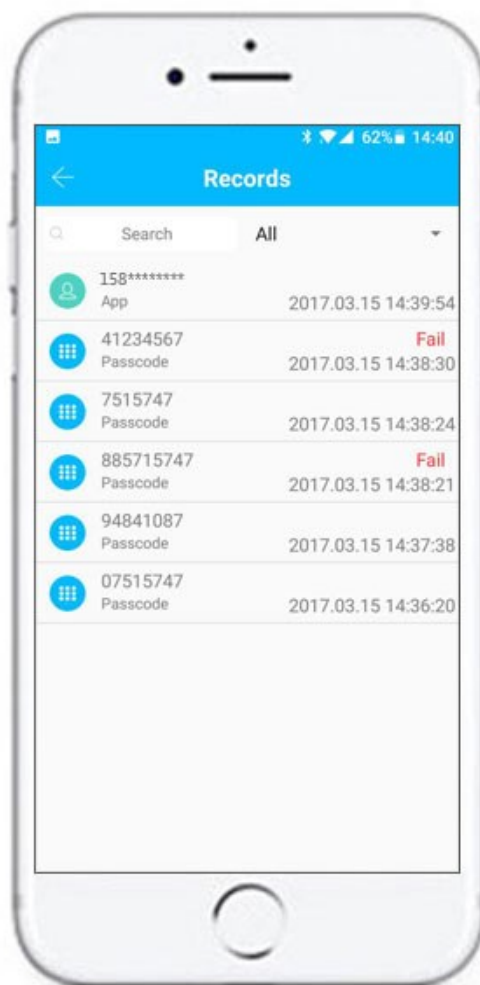 62% 14:40
Records
Search All
158********
App 2017.03.15 14:39:54
41234567 Fail
Passcode 2017.03.15 14:38:30
7515747
Passcode 2017.03.15 14:38:24
885715747 Fail
Passcode 2017.03.15 14:38:21
94841087
Passcode 2017.03.15 14:37:38
07515747
Passcode 2017.03.15 14:36:20